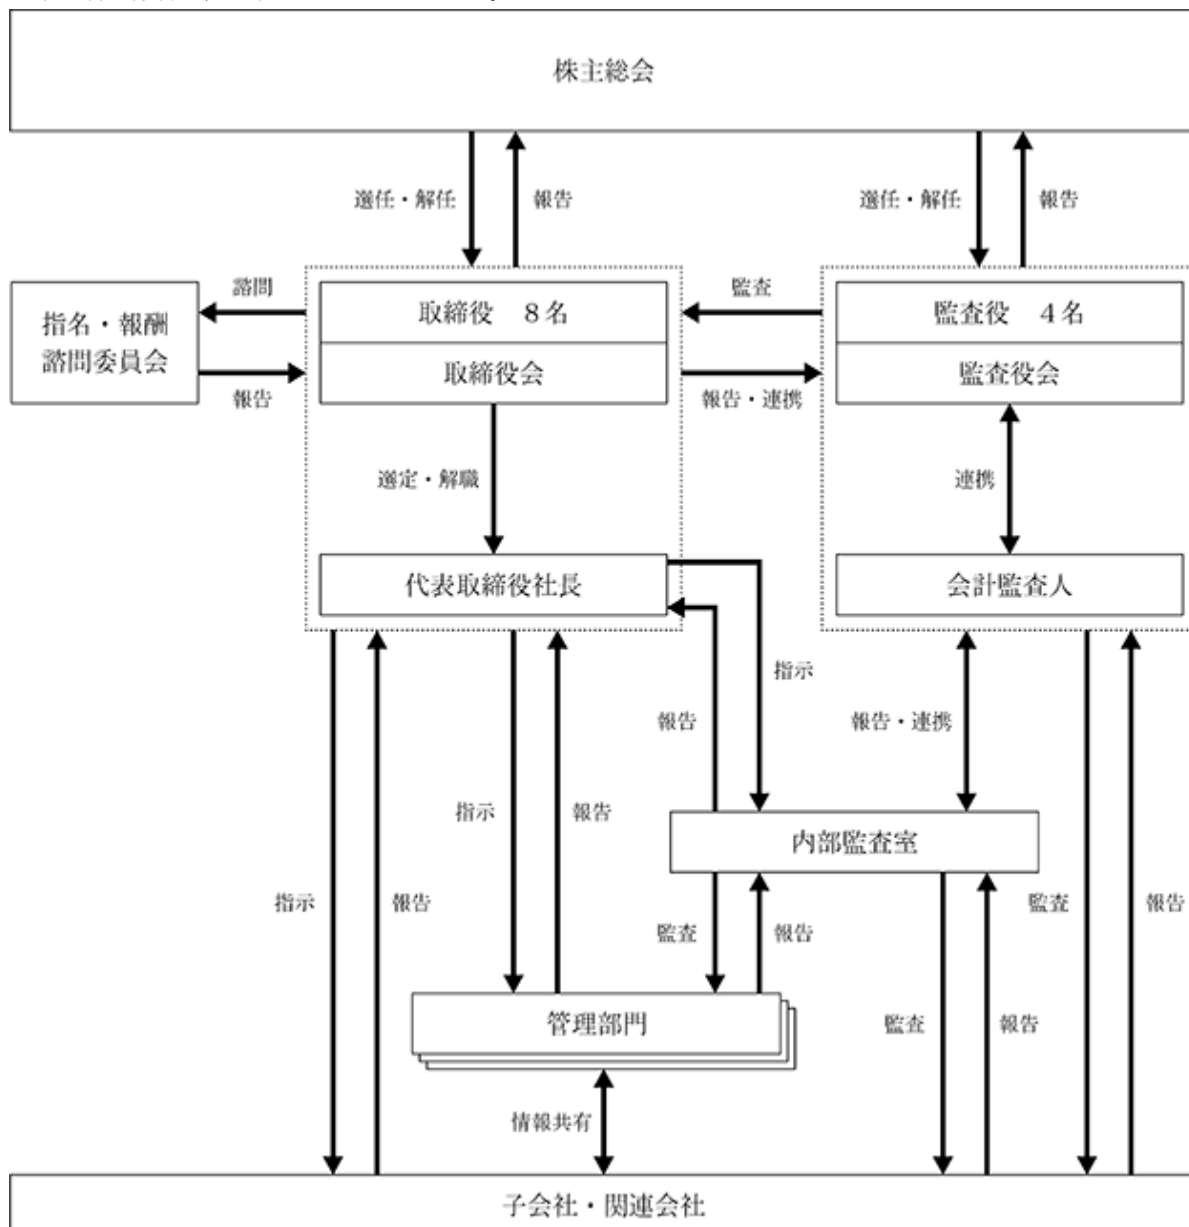 株主総会
選任・解任
報告
選任・解任
報告
諮問
監査
指名・報酬
諮問委員会
取締役　８名
取締役会
監査役　４名
監査役会
報告
報告・連携
選定・解職
連携
代表取締役社長
会計監査人
指示
報告
報告・連携
指示
報告
内部監査室
指示
報告
監査
報告
監査
報告
管理部門
監査
報告
情報共有
子会社・関連会社